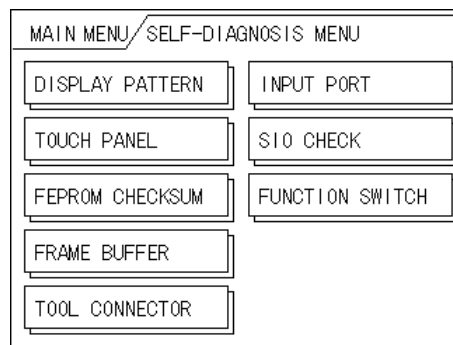 MAIN MENU/SELF-DIAGNOSIS MENU
DISPLAY PATTERN
INPUT PORT
TOUCH PANEL
SIO CHECK
FEPROM CHECKSUM
FUNCTION SWITCH
FRAME BUFFER
TOOL CONNECTOR